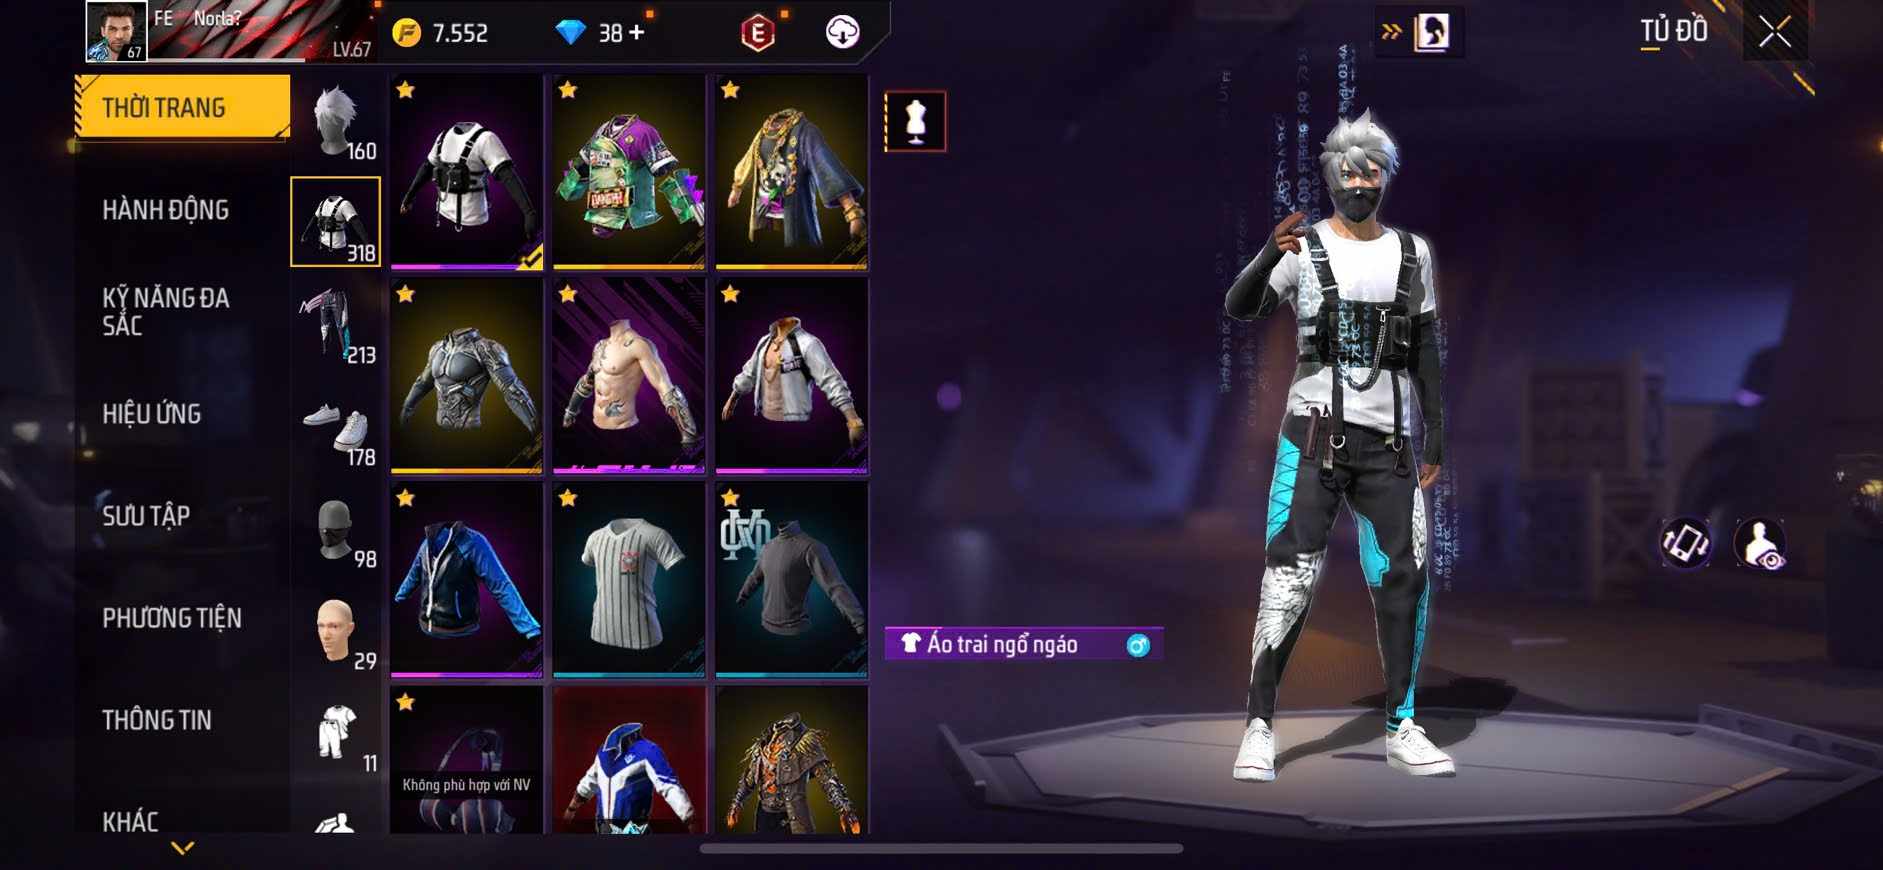 FE Norla?
67
LV.67
7.552
38+
E
TỦ ĐỒ
THỜI TRANG
HÀNH ĐỘNG
KỸ NĂNG ĐA
SẮC
HIỆU ỨNG
SƯU TẬP
PHƯƠNG TIỆN
THÔNG TIN
KHÁC
160
318
213
178
98
29
11
Không phù hợp với NV
Áo trai ngổ ngáo